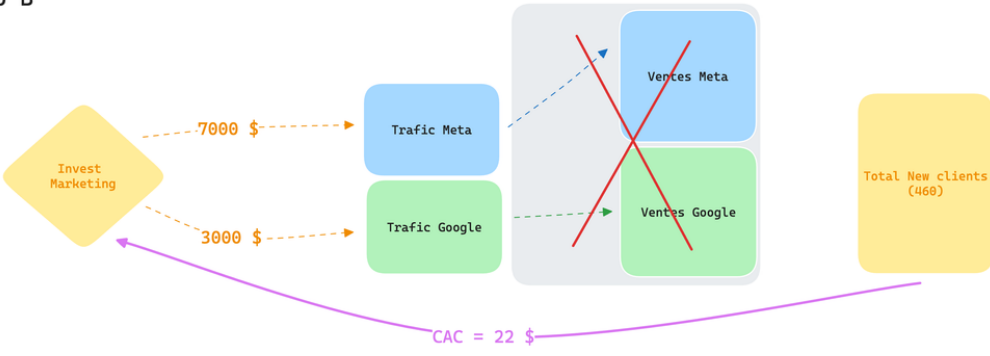 Invest
Marketing
7000 $
3000 $
Trafic Meta
Trafic Google
Ventes Meta
Ventes Google
Total New clients
(460)
CAC = 22 $